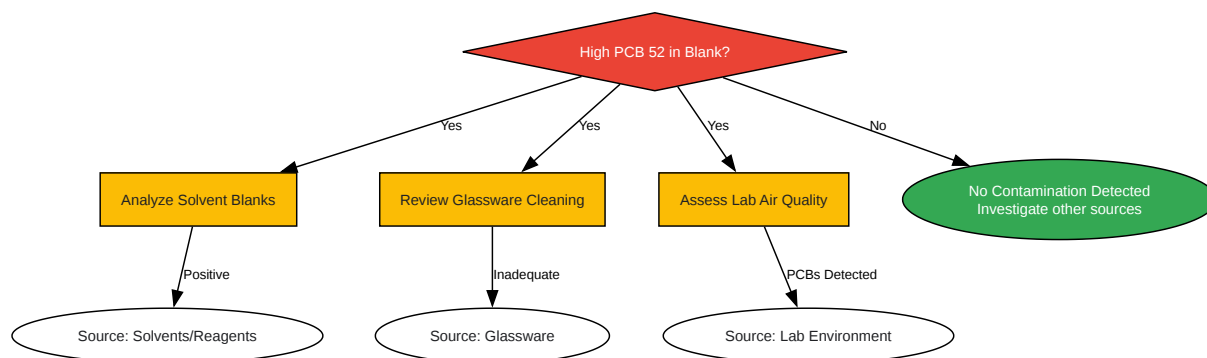 High PCB 52 in Blank?
Yes
Yes
Yes
No
Analyze Solvent Blanks
Review Glassware Cleaning
Assess Lab Air Quality
No Contamination Detected
Investigate other sources
Positive
Inadequate
PCBs Detected
Source: Solvents/Reagents
Source: Glassware
Source: Lab Environment